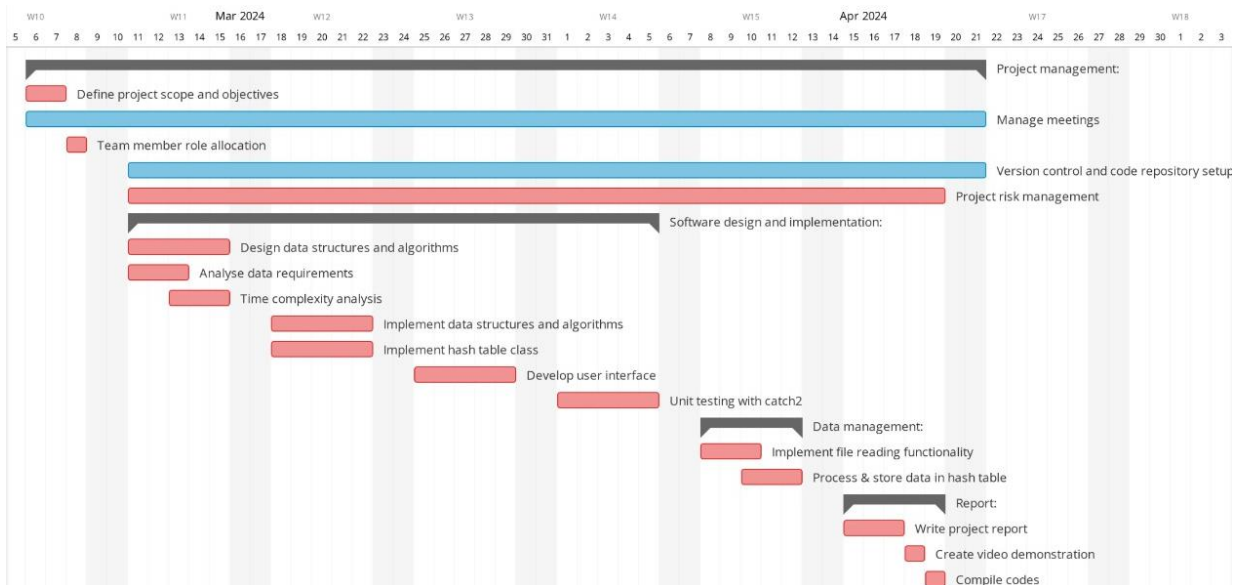 W10 W11 Mar 2024 W12 W13 W14 W15 Apr 2024 W17 W18
5 6 7 8 9 10 11 12 13 14 15 16 17 18 19 20 21 22 23 24 25 26 27 28 29 30 31 1 2 3 4 5 6 7 8 9 10 11 12 13 14 15 16 17 18 19 20 21 22 23 24 25 26 27 28 29 30 1 2 3
Project management:
Define project scope and objectives
Manage meetings
Team member role allocation
Version control and code repository setup
Project risk management
Software design and implementation:
Design data structures and algorithms
Analyse data requirements
Time complexity analysis
Implement data structures and algorithms
Implement hash table class
Develop user interface
Unit testing with catch2
Data management:
Implement file reading functionality
Process & store data in hash table
Report:
Write project report
Create video demonstration
Compile codes